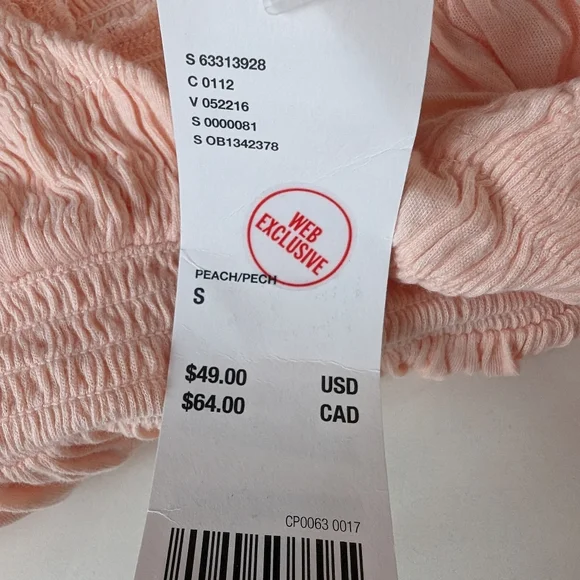 S 63313928
C 0112
V 052216
S 0000081
S OB1342378
WEB
EXCLUSIVE
PEACH/PECH
S
$49.00 USD
$64.00 CAD
CP0063 0017